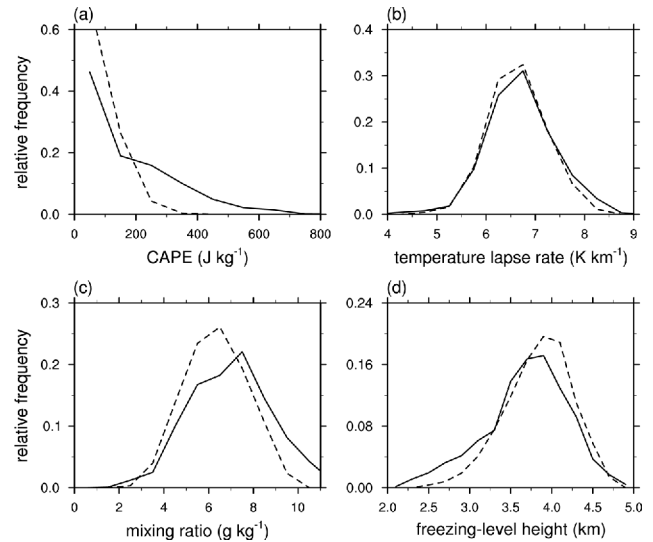 (a)
0.6
0.4
0.2
0.0
relative frequency
0 200 400 600 800
CAPE (J kg⁻¹)
(b)
0.4
0.3
0.2
0.1
0.0
4 5 6 7 8 9
temperature lapse rate (K km⁻¹)
(c)
0.3
0.2
0.1
0.0
relative frequency
0 2 4 6 8 10
mixing ratio (g kg⁻¹)
(d)
0.24
0.16
0.08
0.00
2.0 2.5 3.0 3.5 4.0 4.5 5.0
freezing-level height (km)